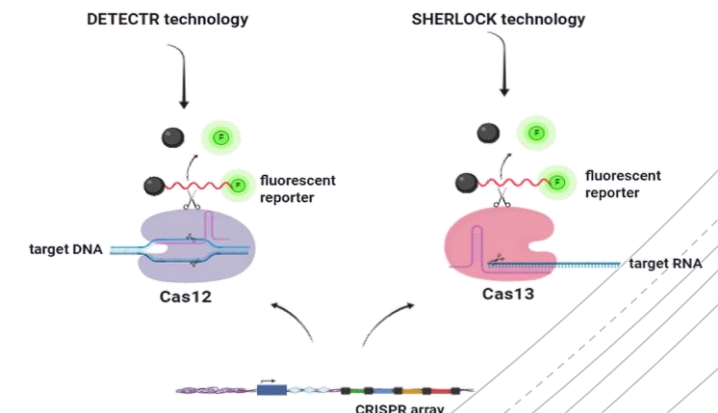 DETECTR technology
SHERLOCK technology
F
F
F
fluorescent
reporter
F
fluorescent
reporter
target DNA
target RNA
Cas12
Cas13
CRISPR array